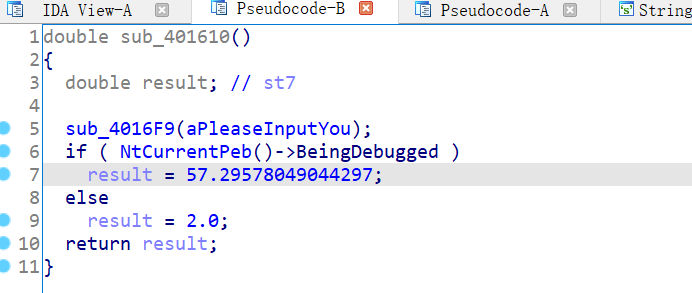 IDA View-A Pseudocode-B Pseudocode-A String
1 double sub_401610()
2 {
3   double result; // st7
4
5   sub_4016F9(aPleaseInputYou);
6   if ( NtCurrentPeb()->BeingDebugged )
7     result = 57.29578049044297;
8   else
9     result = 2.0;
10   return result;
11 }